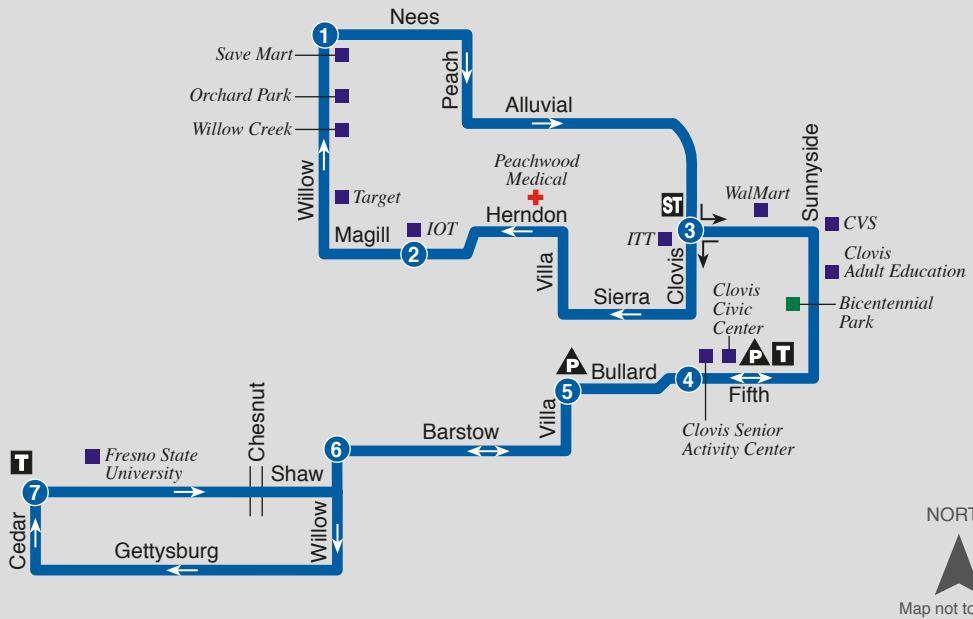 1
Nees
Save Mart
Peach
Orchard Park
Alluvial
Willow Creek
Sunnyside
Willow
Peachwood
Medical
Target
WalMart
ST
IOT
Herndon
CVS
Magill
2
ITT
3
Clovis
Adult Education
Villa
Clovis
Clovis
Civic
Center
Sierra
Bicentennial
Park
P
Bullard
P
T
4
5
Fifth
Villa
Clovis Senior
Activity Center
Barstow
6
Chesnut
T
Fresno State
University
Shaw
7
Cedar
Willow
Gettysburg
NORT
Map not to